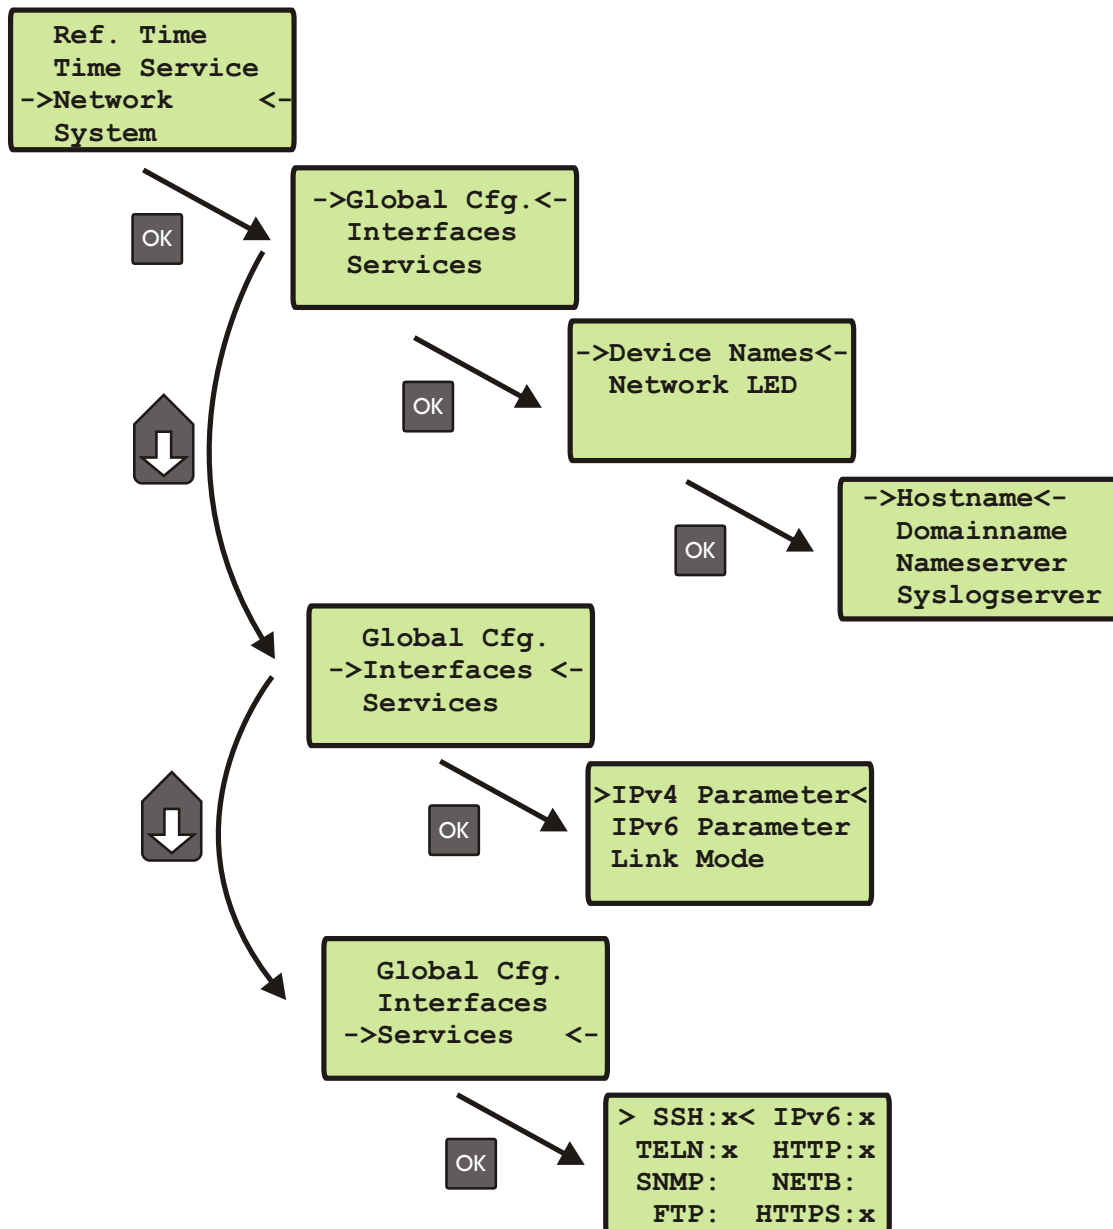 Ref. Time
Time Service
->Network <-
System
OK
->Global Cfg.<-
Interfaces
Services
OK
->Device Names<-
Network LED
OK
->Hostname<-
Domainname
Nameserver
Syslogserver
Global Cfg.
->Interfaces <-
Services
OK
>IPv4 Parameter<
IPv6 Parameter
Link Mode
Global Cfg.
Interfaces
->Services <-
OK
> SSH:x< IPv6:x
TELN:x HTTP:x
SNMP: NETB:
FTP: HTTPS:x